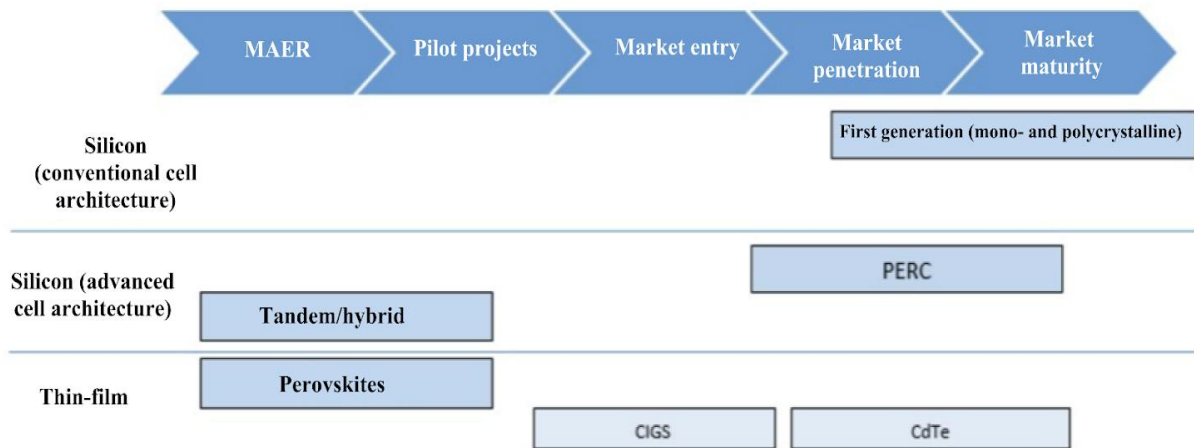 MAER
Pilot projects
Market entry
Market
penetration
Market
maturity
First generation (mono- and polycrystalline)
Silicon
(conventional cell
architecture)
PERC
Silicon (advanced
cell architecture)
Tandem/hybrid
Perovskites
Thin-film
CIGS
CdTe